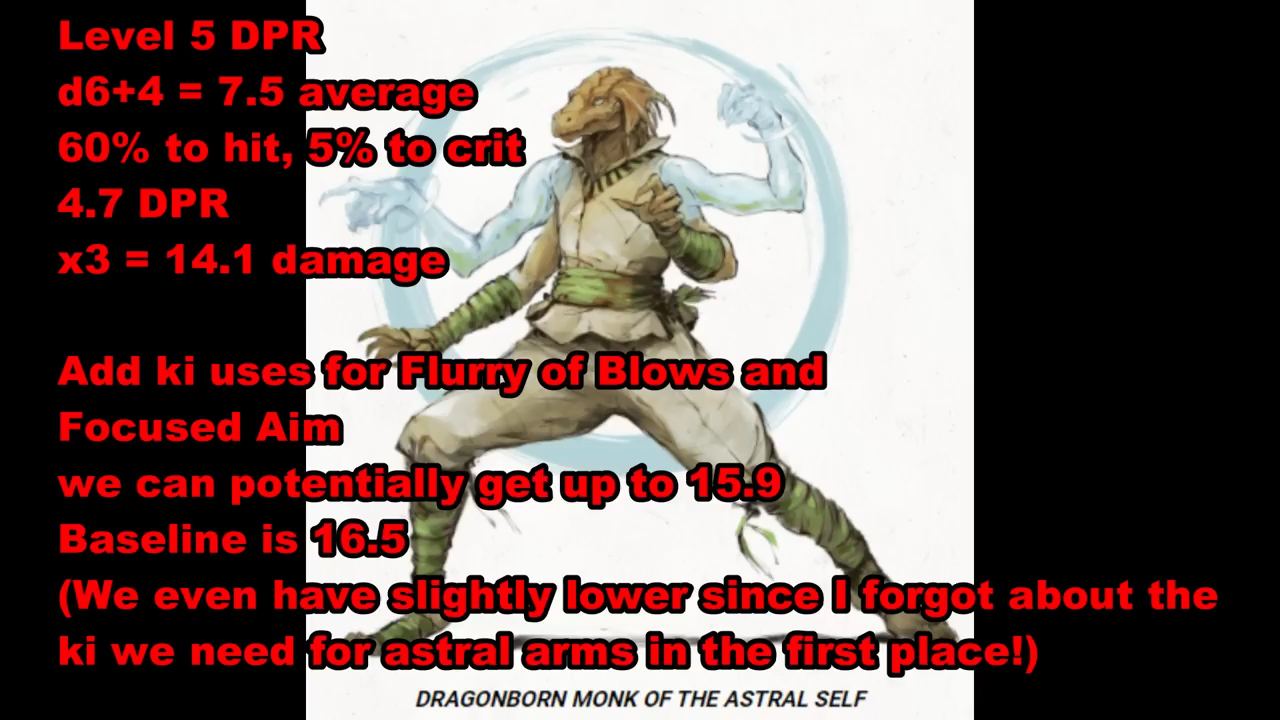 Level 5 DPR
d6+4 = 7.5 average
60% to hit, 5% to crit
4.7 DPR
x3 = 14.1 damage
Add ki uses for Flurry of Blows and
Focused Aim
we can potentially get up to 15.9
Baseline is 16.5
(We even have slightly lower since I forgot about the
ki we need for astral arms in the first place!)
DRAGONBORN MONK OF THE ASTRAL SELF